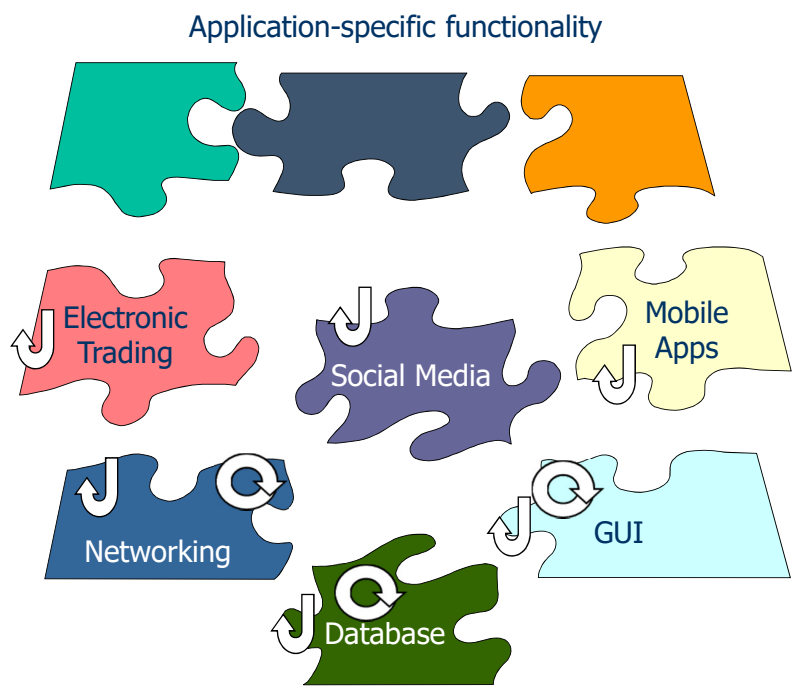 Application-specific functionality
Electronic
Trading
Social Media
Mobile
Apps
Networking
GUI
Database